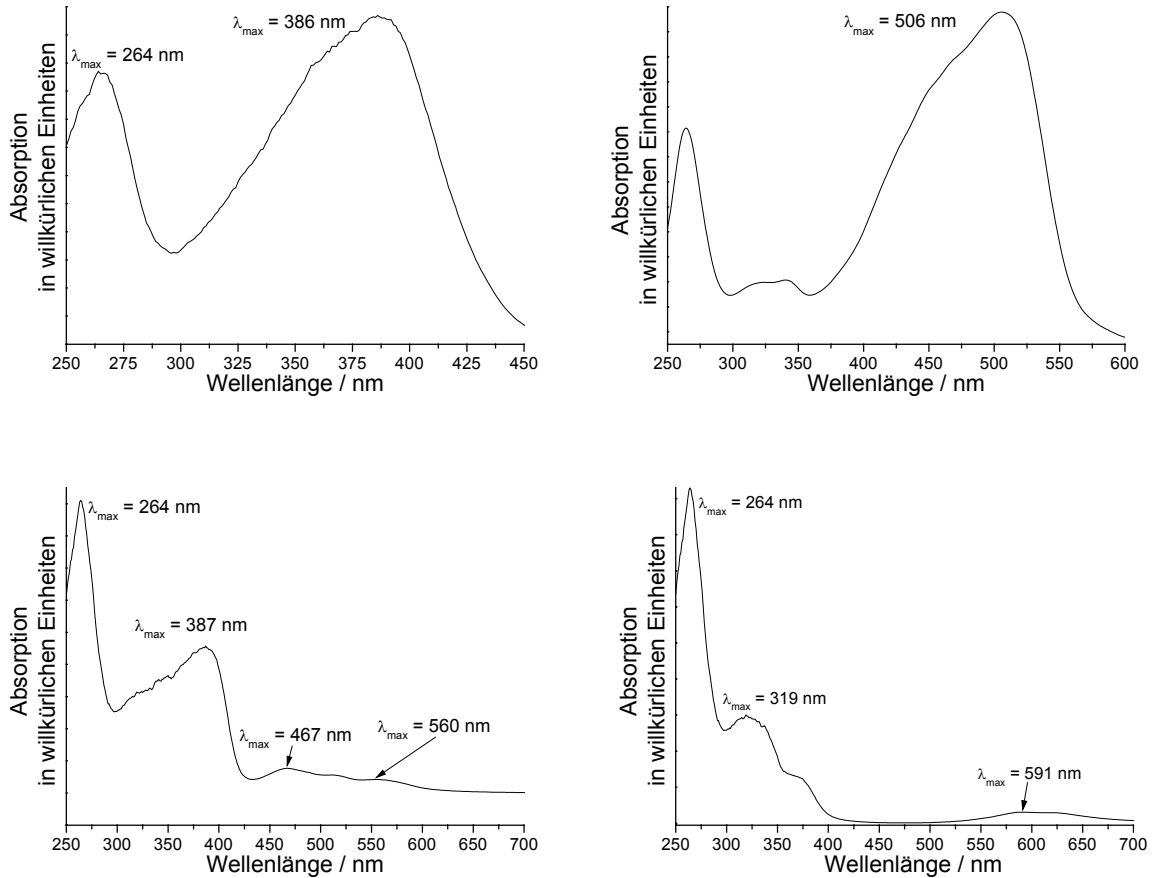 λmax = 386 nm
λmax = 264 nm
Absorption
in willkürlichen Einheiten
250 275 300 325 350 375 400 425 450
Wellenlänge / nm
λmax = 506 nm
Absorption
in willkürlichen Einheiten
250 300 350 400 450 500 550 600
Wellenlänge / nm
λmax = 264 nm
λmax = 387 nm
λmax = 467 nm
λmax = 560 nm
Absorption
in willkürlichen Einheiten
250 300 350 400 450 500 550 600 650 700
Wellenlänge / nm
λmax = 264 nm
λmax = 319 nm
λmax = 591 nm
Absorption
in willkürlichen Einheiten
250 300 350 400 450 500 550 600 650 700
Wellenlänge / nm